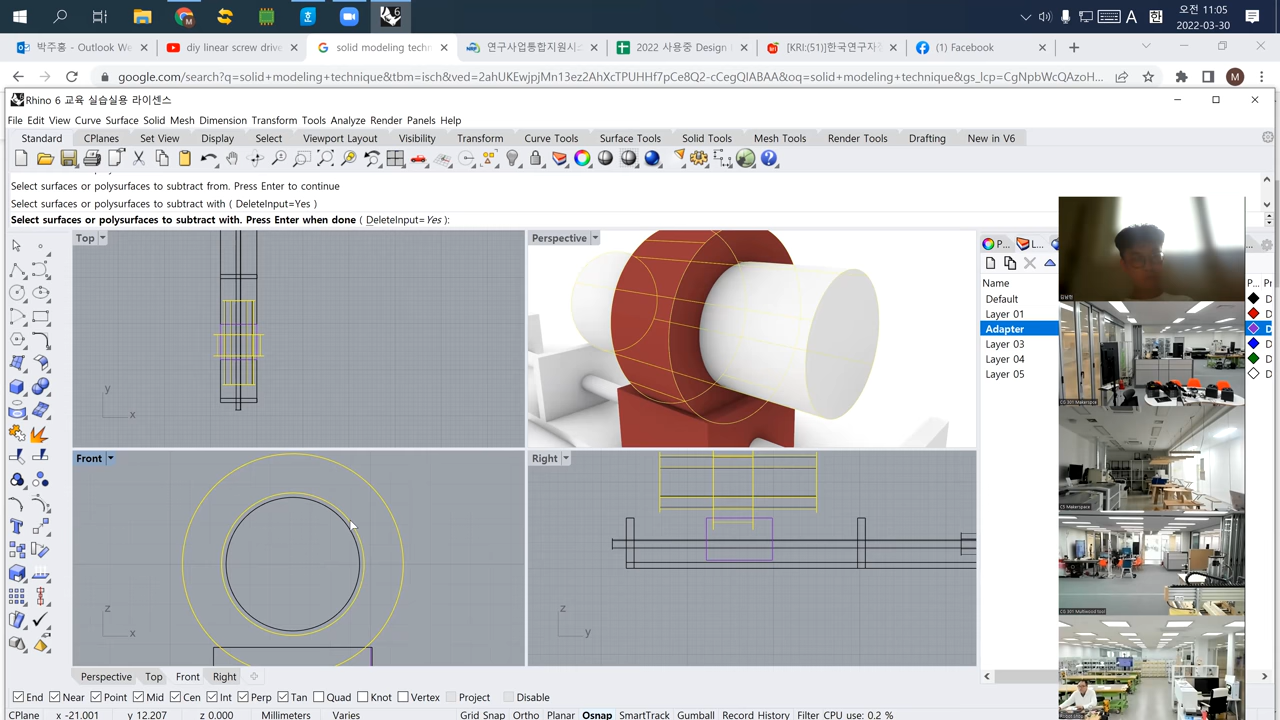 6
A
한
오전 11:05
2022-03-30
박주홍 - Outlook We
diy linear screw drive
solid modeling techn
연구사업통합지원시스
2022 사용중 Design
[KRI:(51)]한국연구자
(1) Facebook
google.com/search?q=solid+modeling+technique&tbm=isch&ved=2ahUKEwjpjMn13ez2AhXcTPUHHf7pCe8Q2-cCegQIABAA&oq=solid+modeling+technique&gs_lcp=CgNpbWcQAzoH...
M
Rhino 6 교육 실습실용 라이센스
File Edit View Curve Surface Solid Mesh Dimension Transform Tools Analyze Render Panels Help
Standard CPlanes Set View Display Select Viewport Layout Visibility Transform Curve Tools Surface Tools Solid Tools Mesh Tools Render Tools Drafting New in V6
Select surfaces or polysurfaces to subtract from. Press Enter to continue
Select surfaces or polysurfaces to subtract with ( DeleteInput=Yes )
Select surfaces or polysurfaces to subtract with. Press Enter when done ( DeleteInput=Yes ):
Top
y
x
Perspective
Front
z
x
Right
z
y
P...
L...
Name
P...
Pr
Default
D
Layer 01
D
Adapter
D
Layer 03
D
Layer 04
D
Layer 05
D
Perspective Top Front Right
End Near Point Mid Cen Int Perp Tan Quad Knot Vertex Project Disable
CPlane x -21.001 y 12.207 z 0.000 Millimeters Varies Grid Snap Ortho Planar Osnap SmartTrack Gumball Record History Filter CPU use: 0.2 %